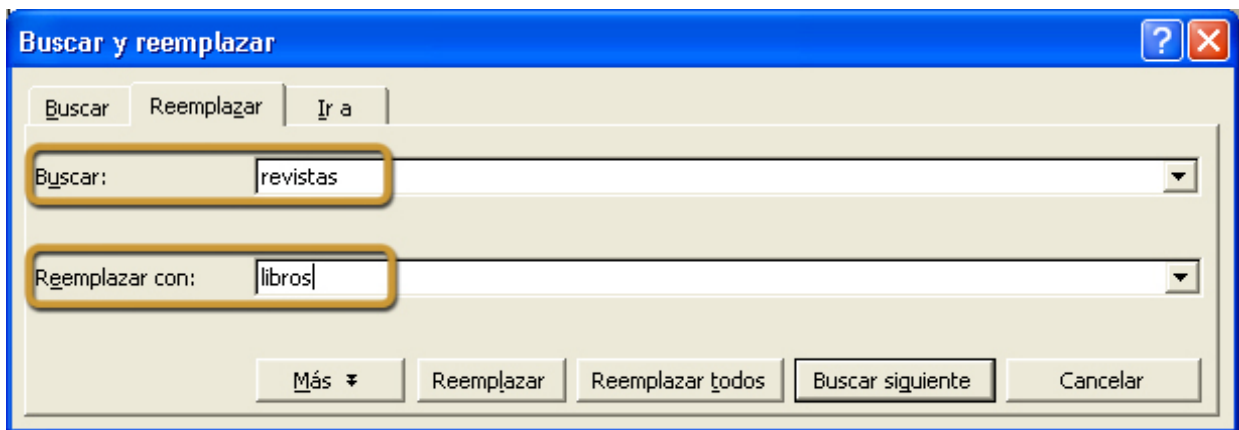 Buscar y reemplazar
Buscar Reemplazar Ir a
Buscar: revistas
Reemplazar con: libros
Más Reemplazar Reemplazar todos Buscar siguiente Cancelar